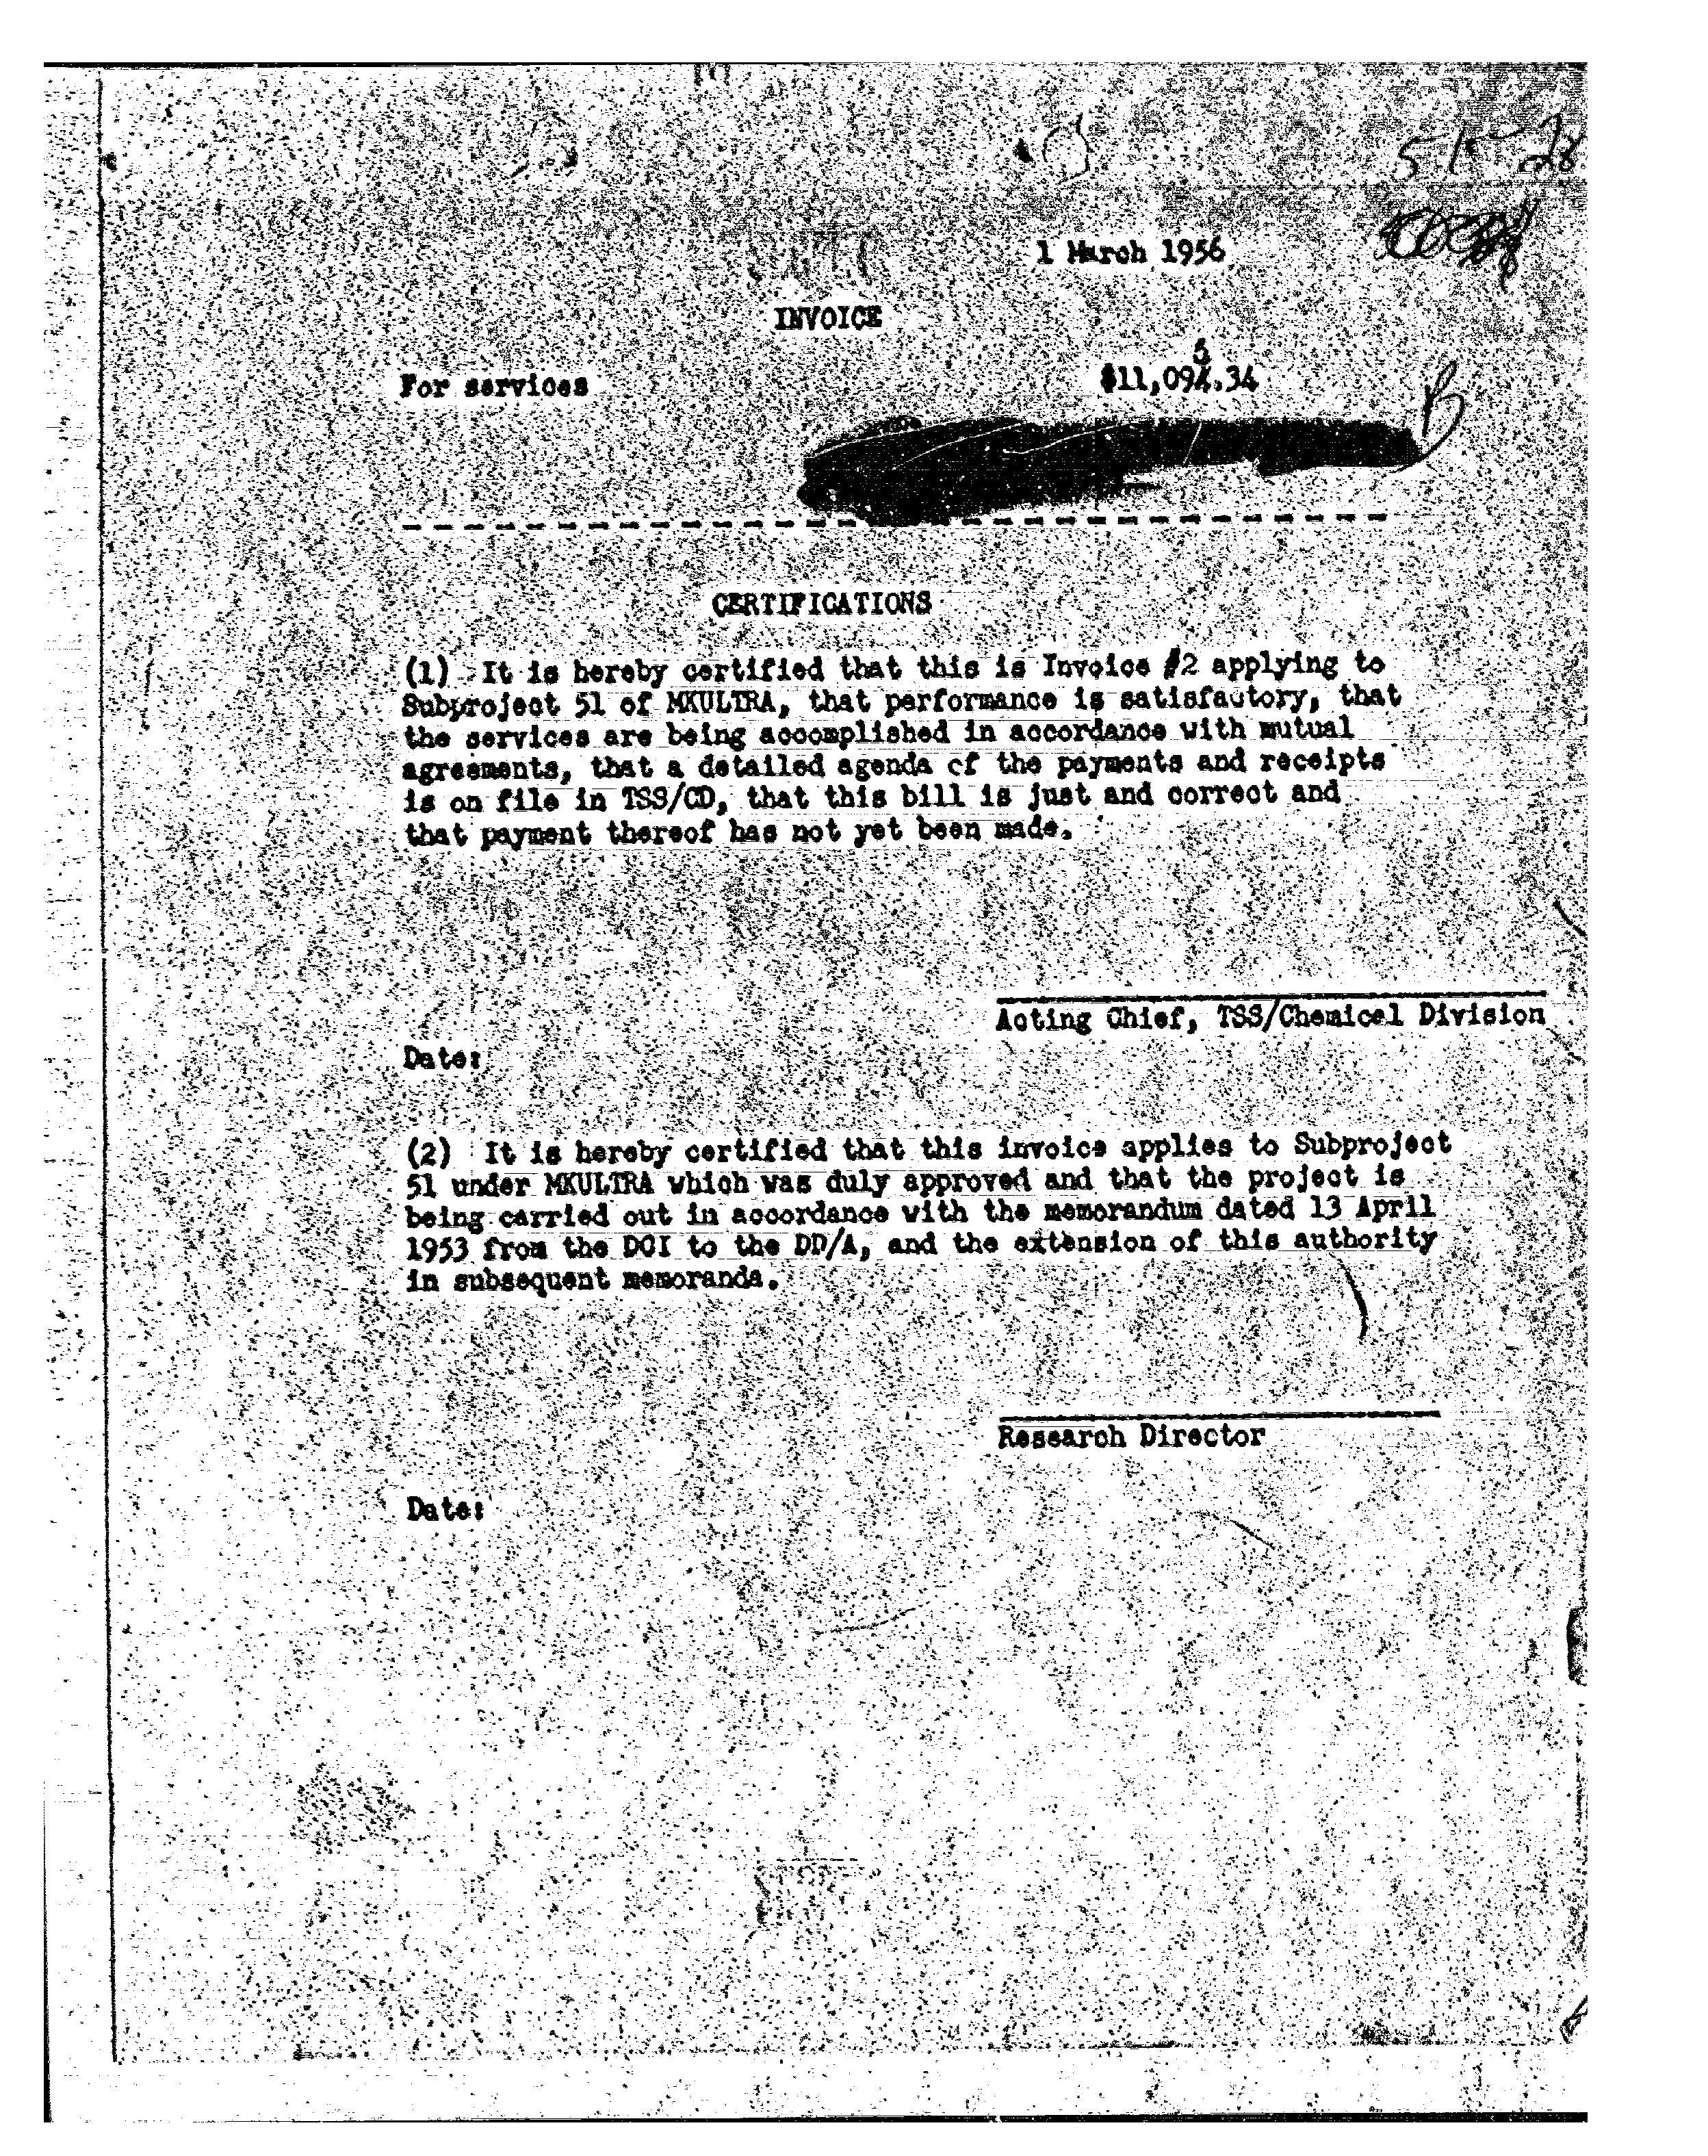 51-28
1 March 1956
INVOICE
5
For services $11,094.34
B
CERTIFICATIONS
(1) It is hereby certified that this is Invoice #2 applying to
Subproject 51 of MKULTRA, that performance is satisfactory, that
the services are being accomplished in accordance with mutual
agreements, that a detailed agenda of the payments and receipts
is on file in TSS/CD, that this bill is just and correct and
that payment thereof has not yet been made.
Acting Chief, TSS/Chemical Division
Date:
(2) It is hereby certified that this invoice applies to Subproject
51 under MKULTRA which was duly approved and that the project is
being carried out in accordance with the memorandum dated 13 April
1953 from the DCI to the DD/A, and the extension of this authority
in subsequent memoranda.
Research Director
Date: